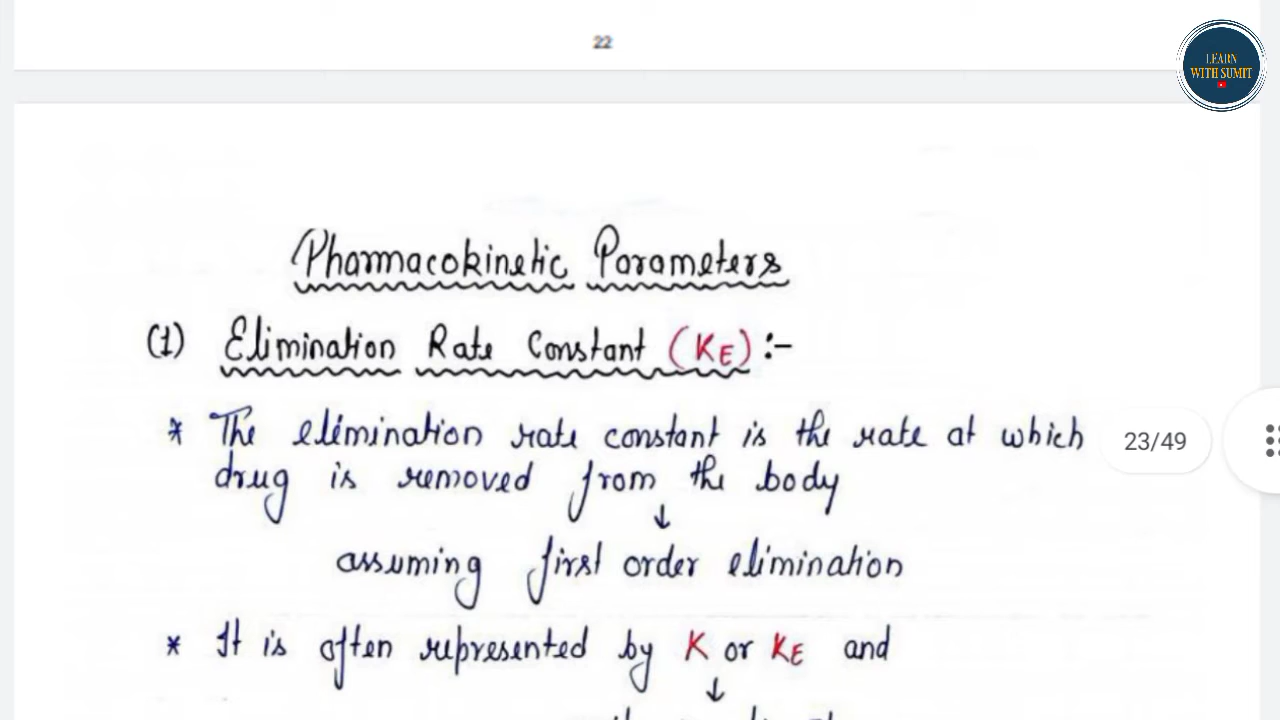 22
LEARN
WITH SUMIT
Pharmacokinetic Parameters
(1) Elimination Rate Constant (KE) :-
* The elimination rate constant is the rate at which
23/49
drug is removed from the body
↓
assuming first order elimination
* It is often represented by K or KE and
↓